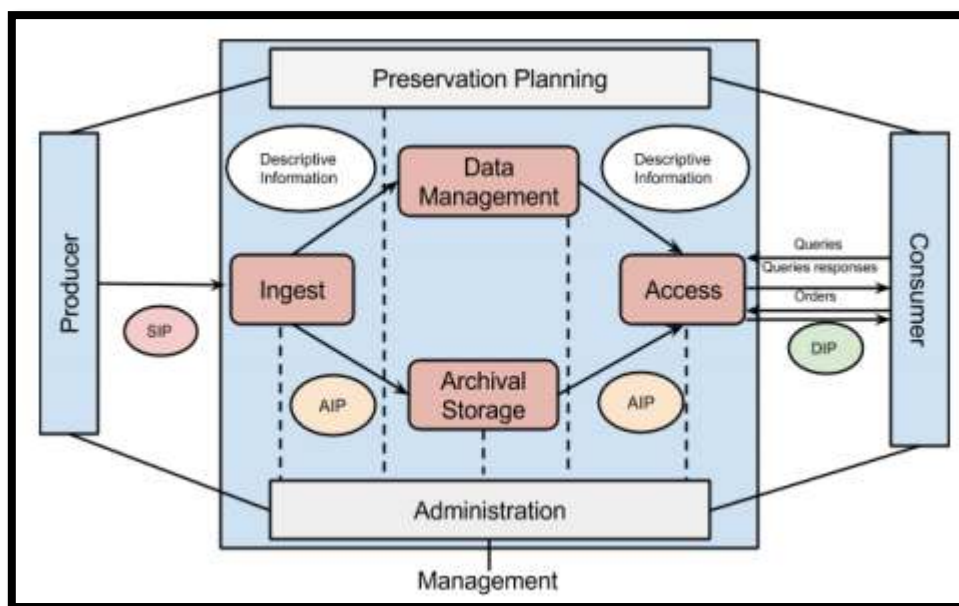 Preservation Planning
Descriptive
Information
Data
Management
Descriptive
Information
Producer
Consumer
Queries
Queries responses
Ingest
Access
Orders
SIP
DIP
AIP
Archival
Storage
AIP
Administration
Management